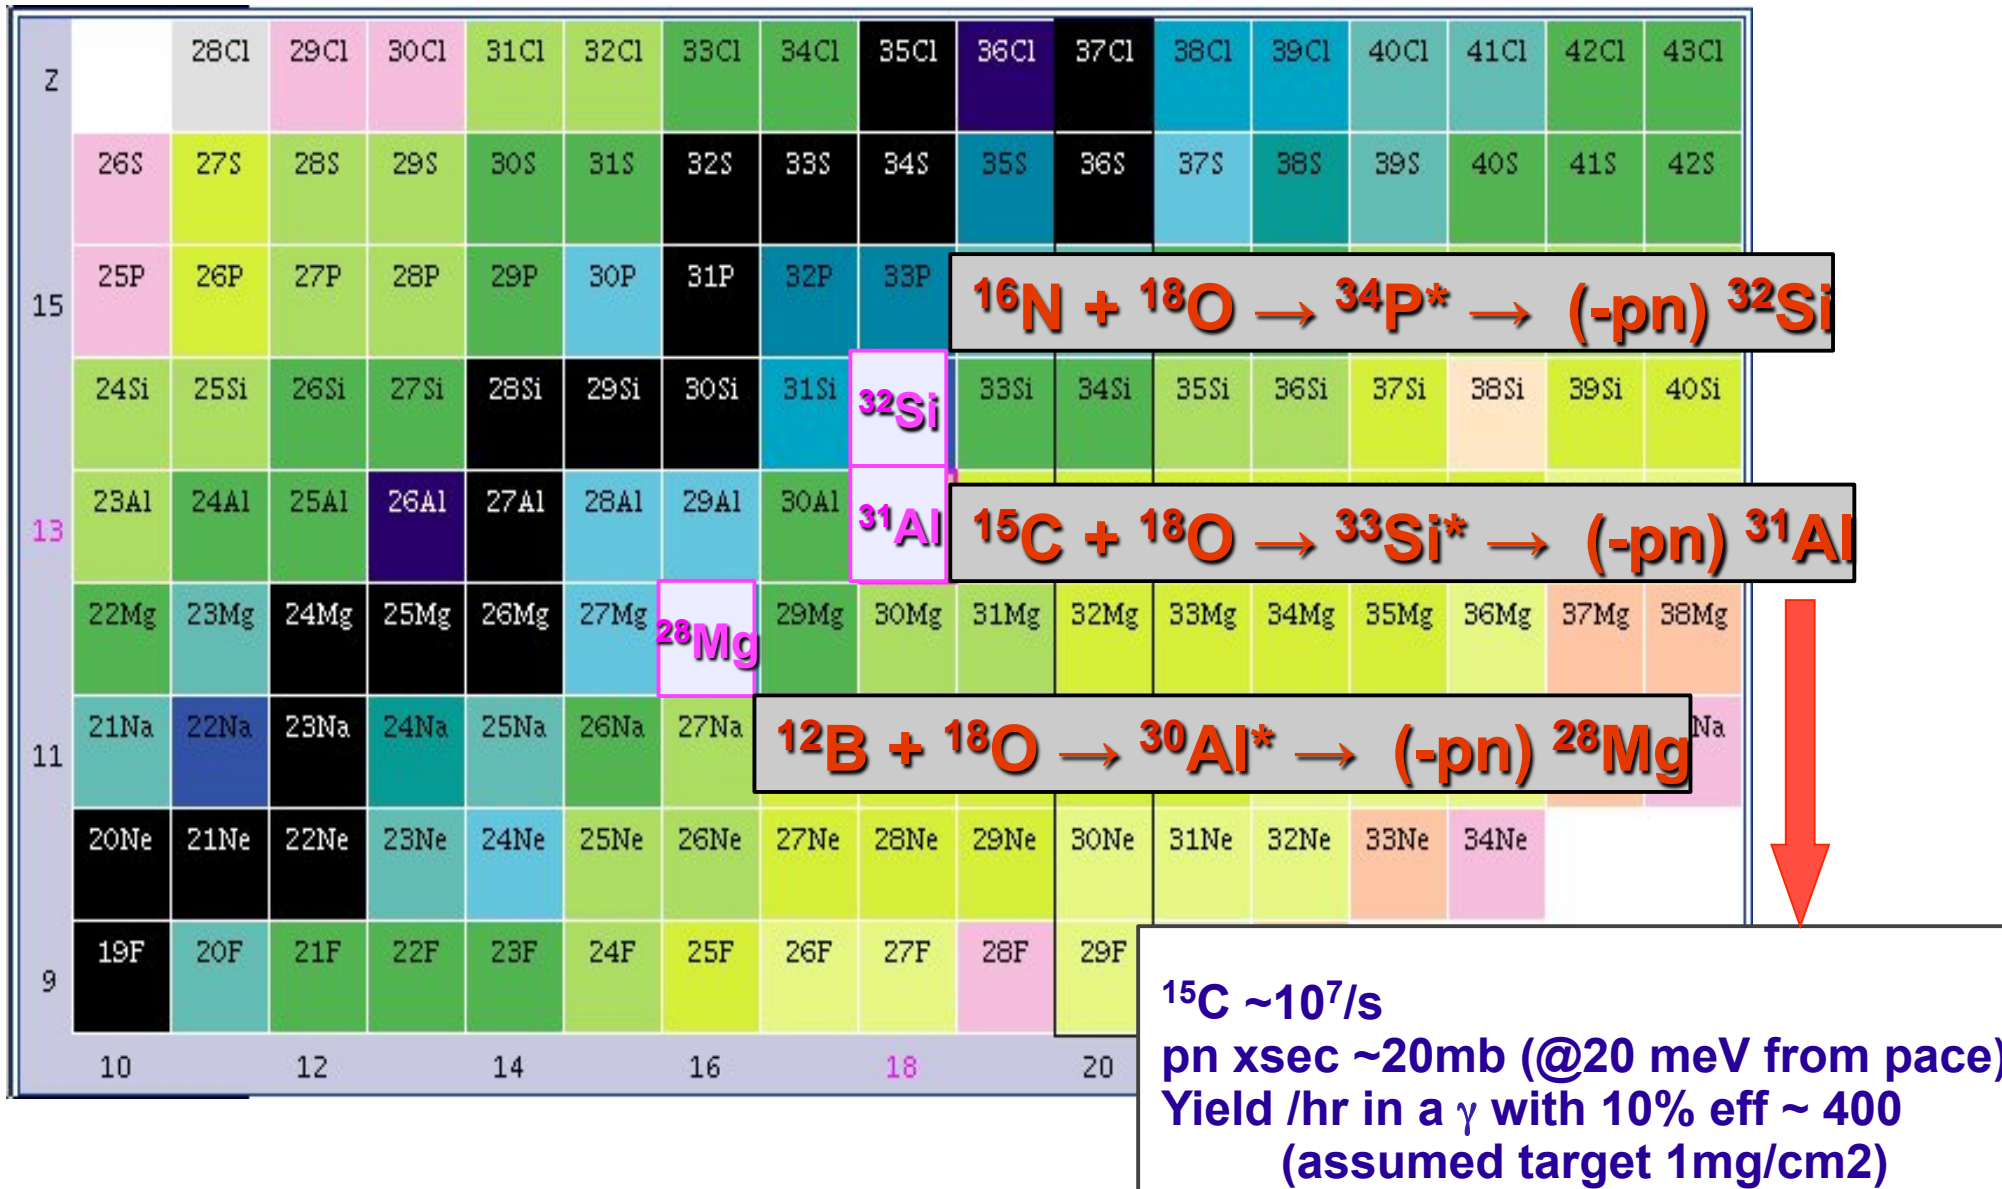 Z 28Cl 29Cl 30Cl 31Cl 32Cl 33Cl 34Cl 35Cl 36Cl 37Cl 38Cl 39Cl 40Cl 41Cl 42Cl 43Cl
26S 27S 28S 29S 30S 31S 32S 33S 34S 35S 36S 37S 38S 39S 40S 41S 42S
15 25P 26P 27P 28P 29P 30P 31P 32P 33P
¹⁶N + ¹⁸O → ³⁴P* → (-pn) ³²Si
24Si 25Si 26Si 27Si 28Si 29Si 30Si 31Si ³²Si 33Si 34Si 35Si 36Si 37Si 38Si 39Si 40Si
13 23Al 24Al 25Al 26Al 27Al 28Al 29Al 30Al ³¹Al
¹⁵C + ¹⁸O → ³³Si* → (-pn) ³¹Al
22Mg 23Mg 24Mg 25Mg 26Mg 27Mg ²⁸Mg 29Mg 30Mg 31Mg 32Mg 33Mg 34Mg 35Mg 36Mg 37Mg 38Mg
11 21Na 22Na 23Na 24Na 25Na 26Na 27Na Na
¹²B + ¹⁸O → ³⁰Al* → (-pn) ²⁸Mg
20Ne 21Ne 22Ne 23Ne 24Ne 25Ne 26Ne 27Ne 28Ne 29Ne 30Ne 31Ne 32Ne 33Ne 34Ne
9 19F 20F 21F 22F 23F 24F 25F 26F 27F 28F 29F
10 12 14 16 18 20
¹⁵C ~10⁷/s
pn xsec ~20mb (@20 meV from pace)
Yield /hr in a γ with 10% eff ~ 400
(assumed target 1mg/cm2)